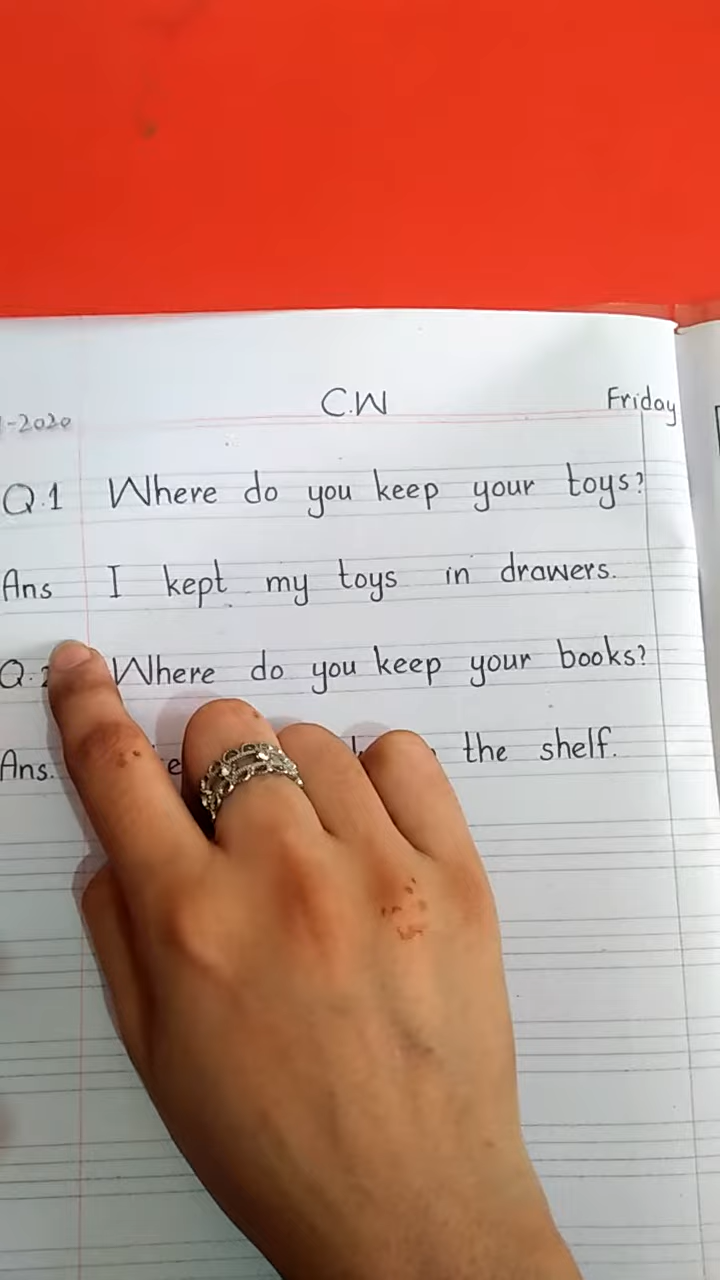 -2020 C.W Friday
Q.1 Where do you keep your toys?
Ans I kept my toys in drawers.
Q. Where do you keep your books?
Ans. the shelf.